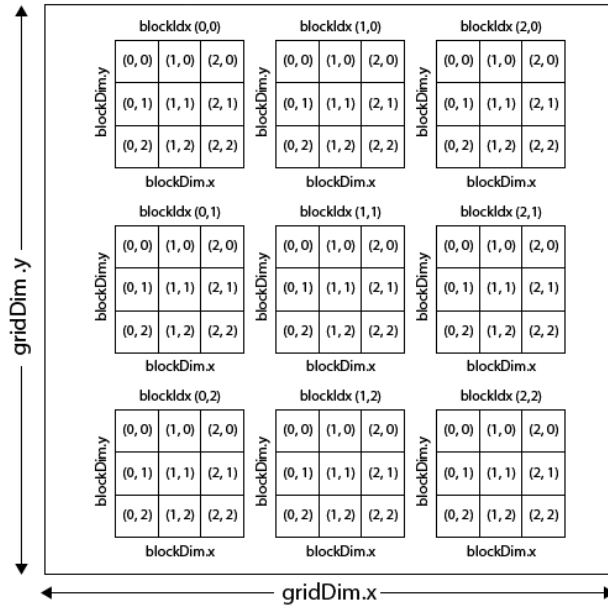 blockIdx (0,0) blockIdx (1,0) blockIdx (2,0)
blockDim.y (0, 0) (1, 0) (2, 0) blockDim.y (0, 0) (1, 0) (2, 0) blockDim.y (0, 0) (1, 0) (2, 0)
(0, 1) (1, 1) (2, 1) (0, 1) (1, 1) (2, 1) (0, 1) (1, 1) (2, 1)
(0, 2) (1, 2) (2, 2) (0, 2) (1, 2) (2, 2) (0, 2) (1, 2) (2, 2)
blockDim.x blockDim.x blockDim.x
blockIdx (0,1) blockIdx (1,1) blockIdx (2,1)
blockDim.y (0, 0) (1, 0) (2, 0) blockDim.y (0, 0) (1, 0) (2, 0) blockDim.y (0, 0) (1, 0) (2, 0)
(0, 1) (1, 1) (2, 1) (0, 1) (1, 1) (2, 1) (0, 1) (1, 1) (2, 1)
(0, 2) (1, 2) (2, 2) (0, 2) (1, 2) (2, 2) (0, 2) (1, 2) (2, 2)
blockDim.x blockDim.x blockDim.x
gridDim .y
blockIdx (0,2) blockIdx (1,2) blockIdx (2,2)
blockDim.y (0, 0) (1, 0) (2, 0) blockDim.y (0, 0) (1, 0) (2, 0) blockDim.y (0, 0) (1, 0) (2, 0)
(0, 1) (1, 1) (2, 1) (0, 1) (1, 1) (2, 1) (0, 1) (1, 1) (2, 1)
(0, 2) (1, 2) (2, 2) (0, 2) (1, 2) (2, 2) (0, 2) (1, 2) (2, 2)
blockDim.x blockDim.x blockDim.x
gridDim.x